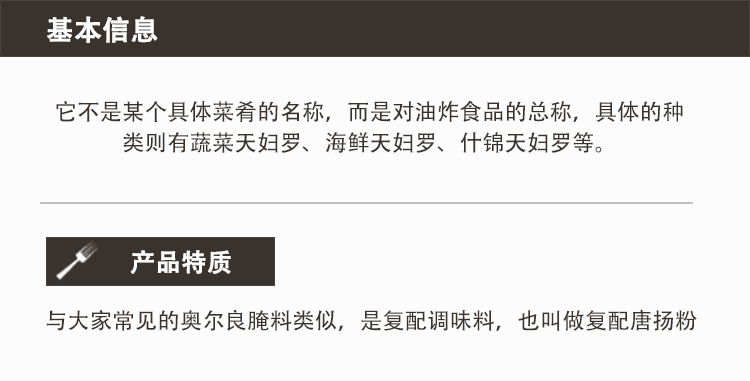 基本信息
它不是某个具体菜肴的名称，而是对油炸食品的总称，具体的种
类则有蔬菜天妇罗、海鲜天妇罗、什锦天妇罗等。
产品特质
与大家常见的奥尔良腌料类似，是复配调味料，也叫做复配唐扬粉